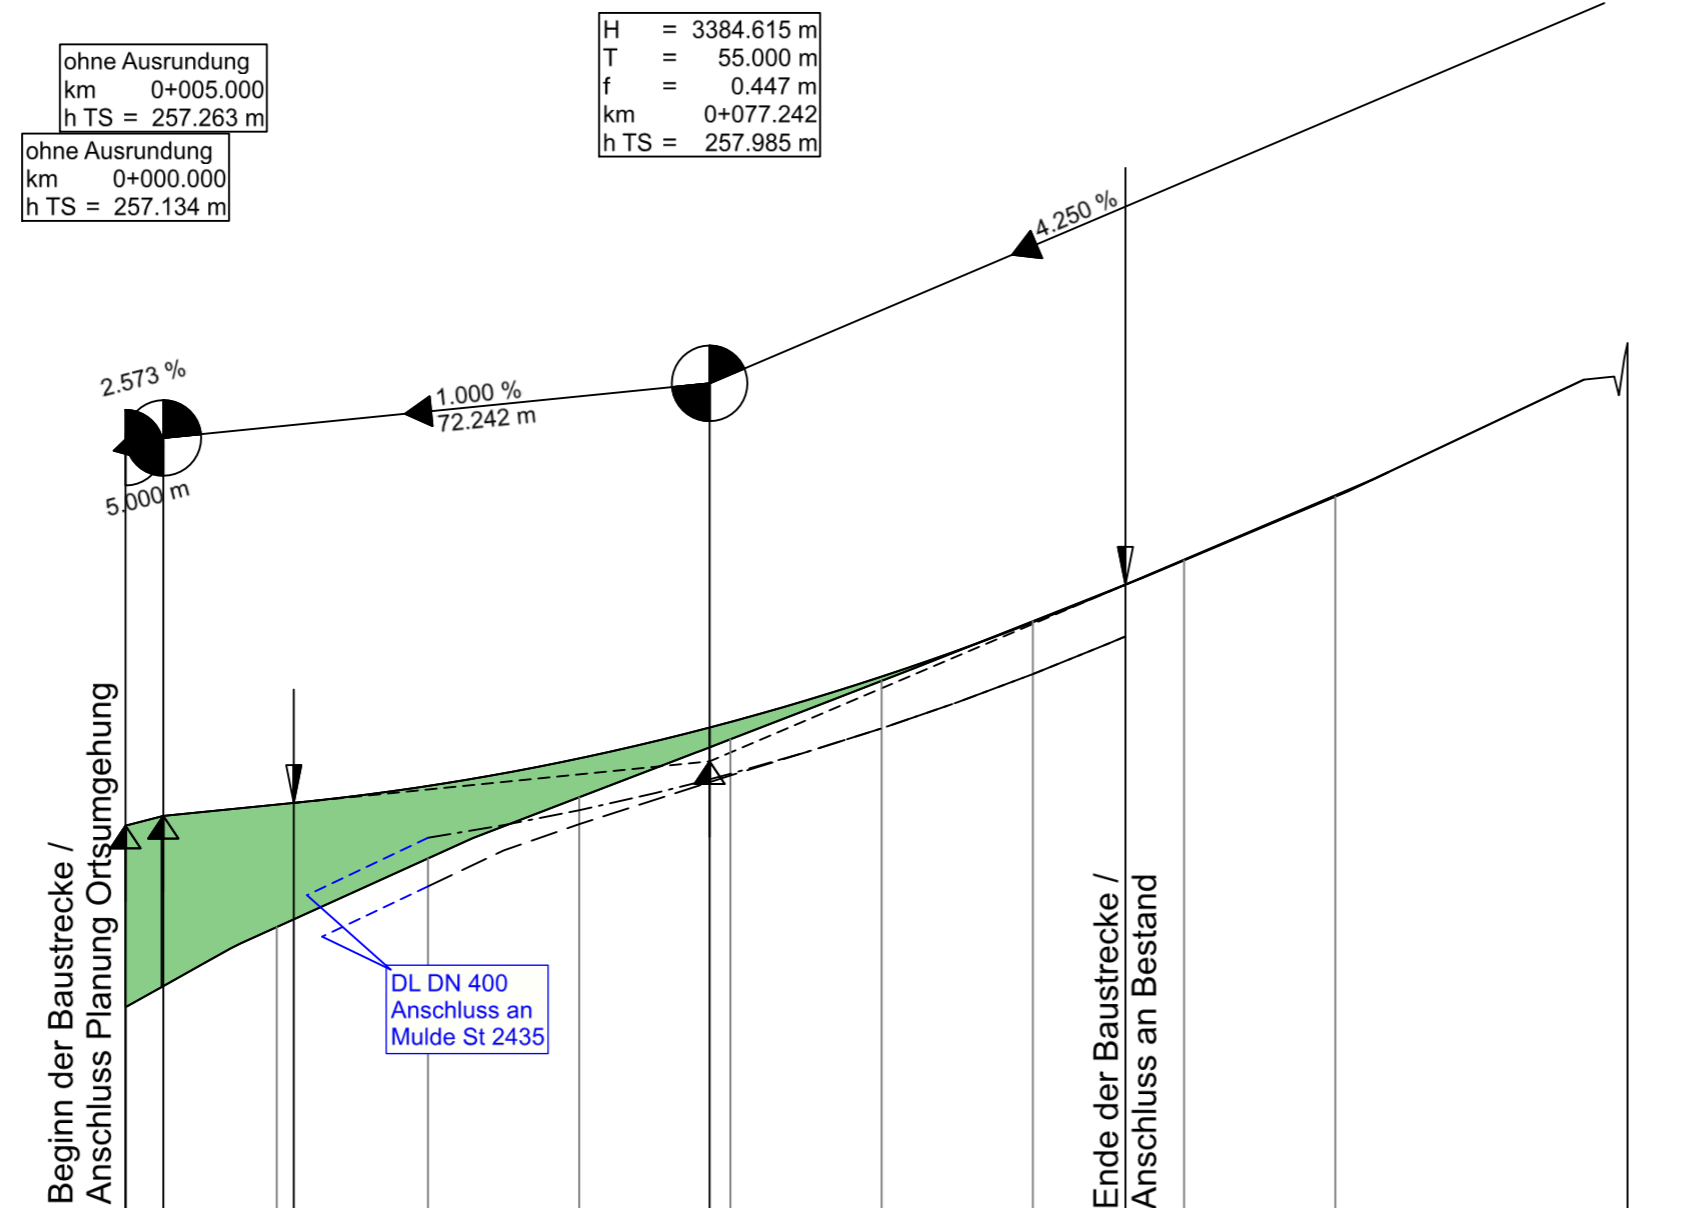 ohne Ausrundung
km 0+005.000
h TS = 257.263 m
ohne Ausrundung
km 0+000.000
h TS = 257.134 m
H = 3384.615 m
T = 55.000 m
f = 0.447 m
km 0+077.242
h TS = 257.985 m
4.250 %
2.573 %
5.000 m
1.000 %
72.242 m
Beginn der Baustrecke /
Anschluss Planung Ortsumgehung
DL DN 400
Anschluss an
Mulde St 2435
Ende der Baustrecke /
Anschluss an Bestand